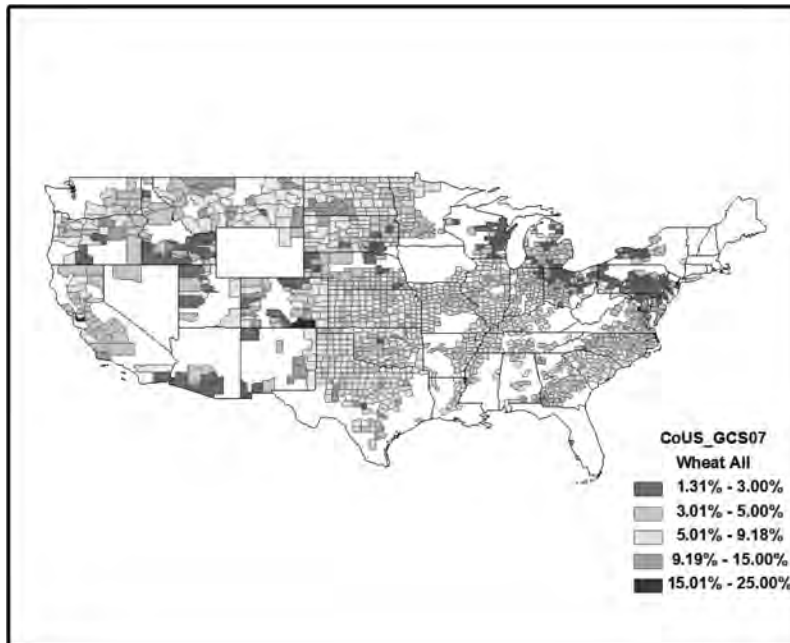 CoUS_GCS07
Wheat All
1.31% - 3.00%
3.01% - 5.00%
5.01% - 9.18%
9.19% - 15.00%
15.01% - 25.00%